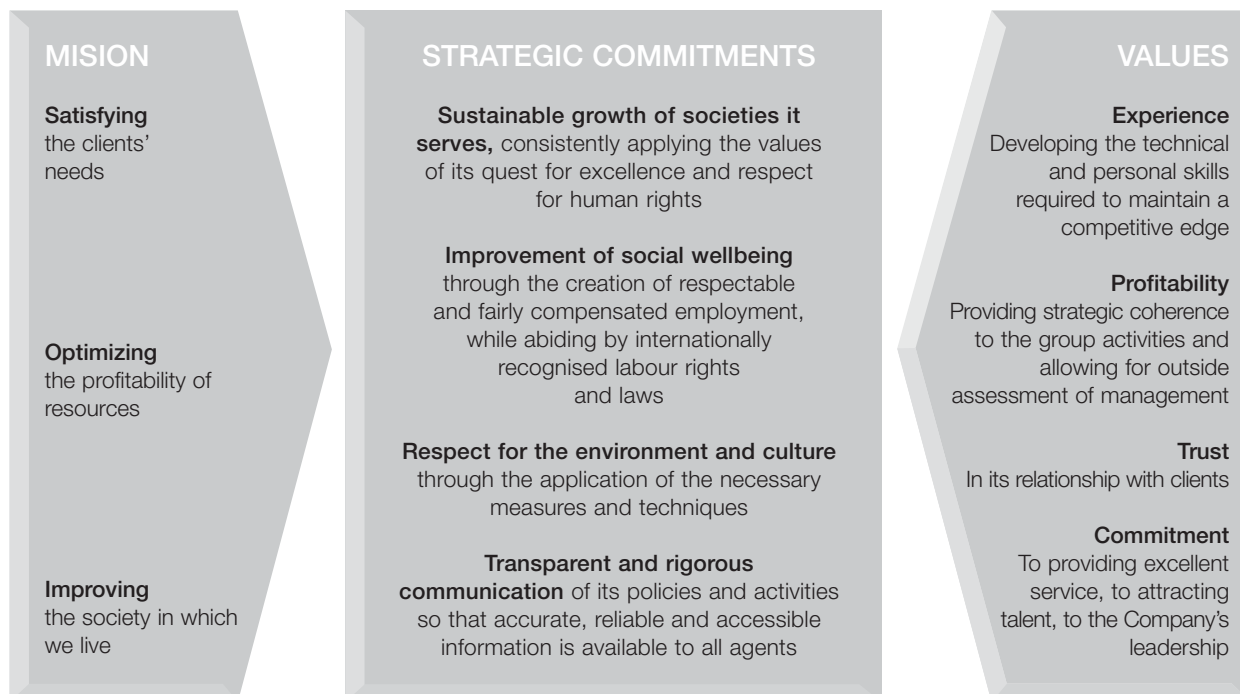 MISION
Satisfying
the clients’
needs
Optimizing
the profitability of
resources
Improving
the society in which
we live
STRATEGIC COMMITMENTS
Sustainable growth of societies it
serves, consistently applying the values
of its quest for excellence and respect
for human rights
Improvement of social wellbeing
through the creation of respectable
and fairly compensated employment,
while abiding by internationally
recognised labour rights
and laws
Respect for the environment and culture
through the application of the necessary
measures and techniques
Transparent and rigorous
communication of its policies and activities
so that accurate, reliable and accessible
information is available to all agents
VALUES
Experience
Developing the technical
and personal skills
required to maintain a
competitive edge
Profitability
Providing strategic coherence
to the group activities and
allowing for outside
assessment of management
Trust
In its relationship with clients
Commitment
To providing excellent
service, to attracting
talent, to the Company’s
leadership